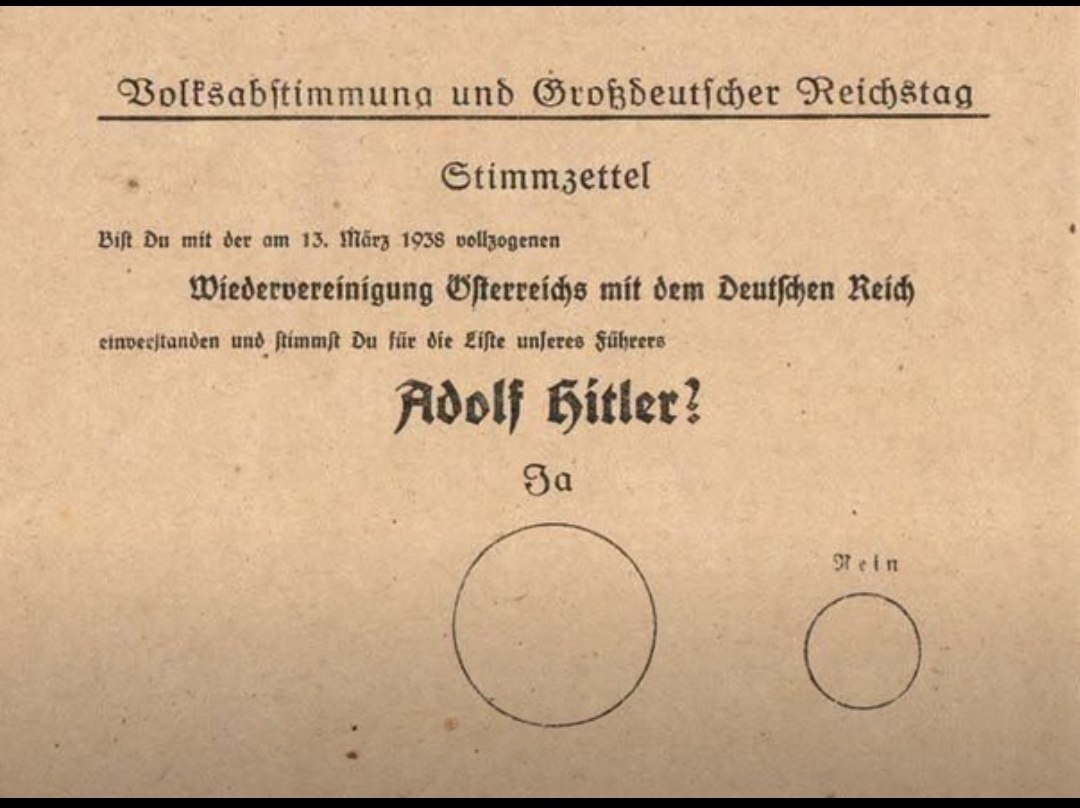 Volksabstimmung und Großdeutscher Reichstag
Stimmzettel
Bist Du mit der am 13. März 1938 vollzogenen
Wiedervereinigung Österreichs mit dem Deutschen Reich
einverstanden und stimmst Du für die Liste unseres Führers
Adolf Hitler?
Ja
Nein